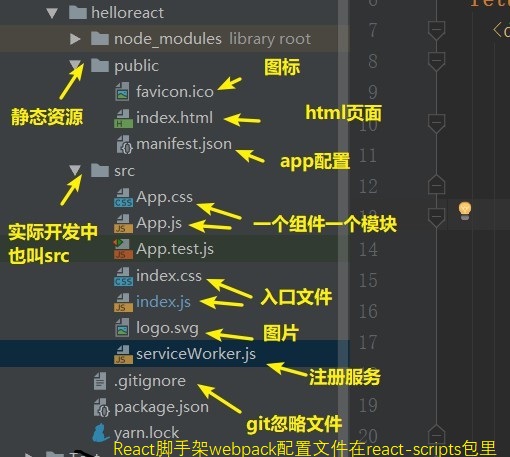 helloreact
node_modules library root
public
图标
favicon.ico
静态资源
index.html
html页面
manifest.json
app配置
src
App.css
App.js
一个组件一个模块
实际开发中
也叫src
App.test.js
index.css
入口文件
index.js
logo.svg
图片
serviceWorker.js
注册服务
.gitignore
package.json
git忽略文件
yarn.lock
React脚手架webpack配置文件在react-scripts包里
7
8
9
10
11
12
13
14
15
16
17
18
19
20